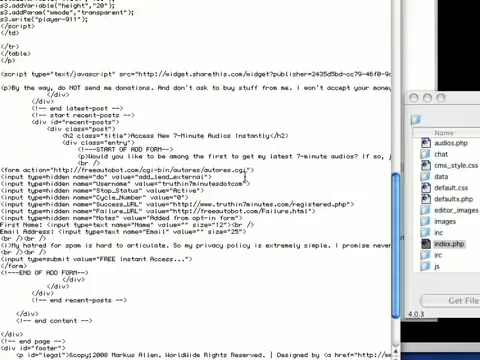 s3.addVariable("height","20");
s3.addParam("wmode","transparent");
s3.write("player-911");
</script>
</td>
</tr>
</table>
</p>
<script type="text/javascript" src="http://widget.sharethis.com/widget?publisher=2435d5bd-cc79-46f0-9
<p>By the way, do NOT send me donations. And don't ask to buy stuff from me. I won't accept your money
</div>
</div>
<!-- end latest-post -->
<!-- start recent-posts -->
<div id="recent-posts">
<div class="post">
<h2 class="title">Access New 7-Minute Audios Instantly</h2>
<div class="entry">
<!---START OF ADD FORM-->
<p>Would you like to be among the first to get my latest 7-minute audios? If so, j
<br />
<form action="http://freeautobot.com/cgi-bin/autores/autores.cgi"
<input type=hidden name="do" value="add_lead_external">
<input type=hidden name="Username" value="truthin7minutesdotcom"
<input type=hidden name="Stop_Status" value="Active">
<input type=hidden name="Cycle_Number" value="0">
<input type=hidden name="Success_URL" value="http://www.truthin7minutes.com/registered.php">
<input type=hidden name="Failure_URL" value="http://freeautobot.com/Failure.html">
<input type=hidden name="Notes" value="Added from opt-in form">
First Name: <input type=text name="Name" value="" size="12"><br />
Email Address: <input type=text name="Email" value="" size="25">
<br /><br />
<i>My hatred for spam is hard to articulate. So my privacy policy is extremely simple. I promise never
<br /><br />
<input type=submit value="FREE Instant Access...">
</form>
<!---END OF ADD FORM-->
</div>
</div>
</div>
<!-- end recent-posts -->
</div>
<!-- end content -->
</div>
<!-- end page -->
<div id="footer">
<p id="legal">&copy;2008 Markus Allen. WorldWide Rights Reserved. | Designed by <a href="http://w
Name
audios.php
chat
cms_style.css
data
default.css
defaultx.php
editor_images
images
inc
index.php
irc
js
Get File
4.0.3